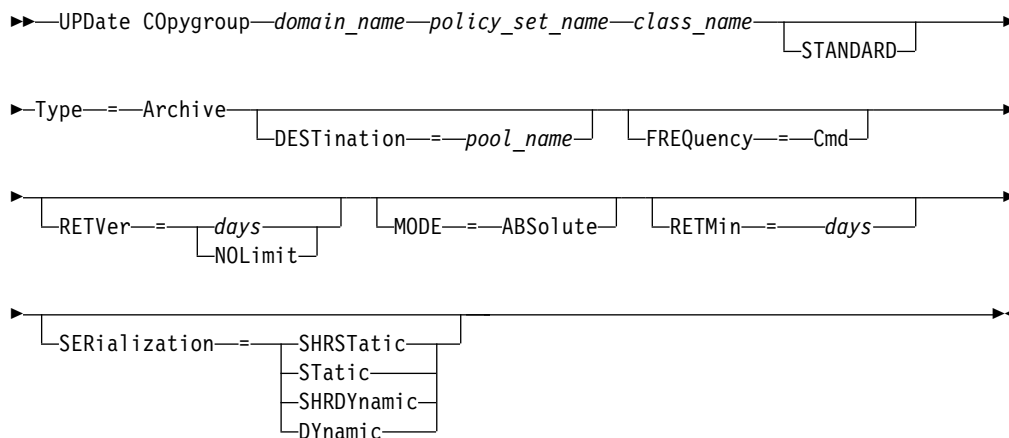 UPDate COpygroup domain_name policy_set_name class_name
STANDARD
Type = Archive
DESTination = pool_name
FREQuency = Cmd
RETVer = days
NOLimit
MODE = ABSolute
RETMin = days
SERialization = SHRSTatic
STatic
SHRDYnamic
DYnamic